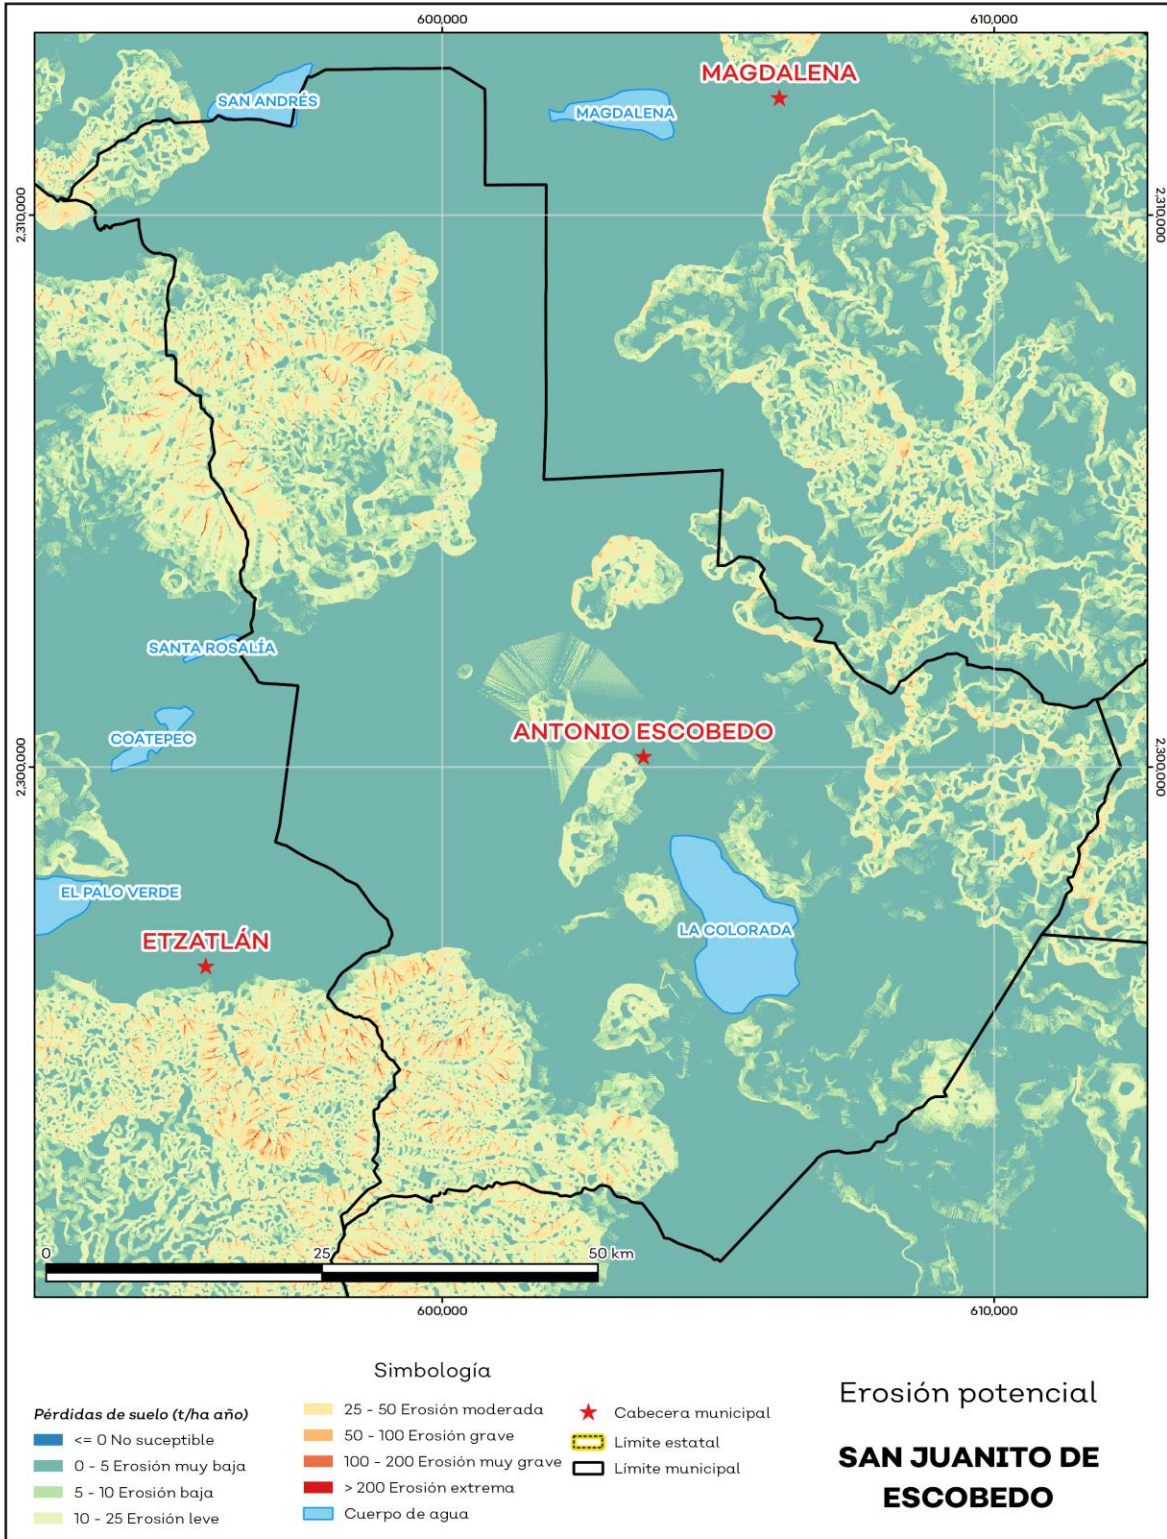 600,000
610,000
MAGDALENA
SAN ANDRÉS
MAGDALENA
2,310,000
2,310,000
SANTA ROSALÍA
ANTONIO ESCOBEDO
COATEPEC
2,300,000
2,300,000
EL PALO VERDE
LA COLORADA
ETZATLÁN
0
25
50 km
600,000
610,000
Simbología
Pérdidas de suelo (t/ha año)
<= 0 No suceptible
0 - 5 Erosión muy baja
5 - 10 Erosión baja
10 - 25 Erosión leve
25 - 50 Erosión moderada
50 - 100 Erosión grave
100 - 200 Erosión muy grave
> 200 Erosión extrema
Cuerpo de agua
Cabecera municipal
Límite estatal
Límite municipal
Erosión potencial
SAN JUANITO DE
ESCOBEDO